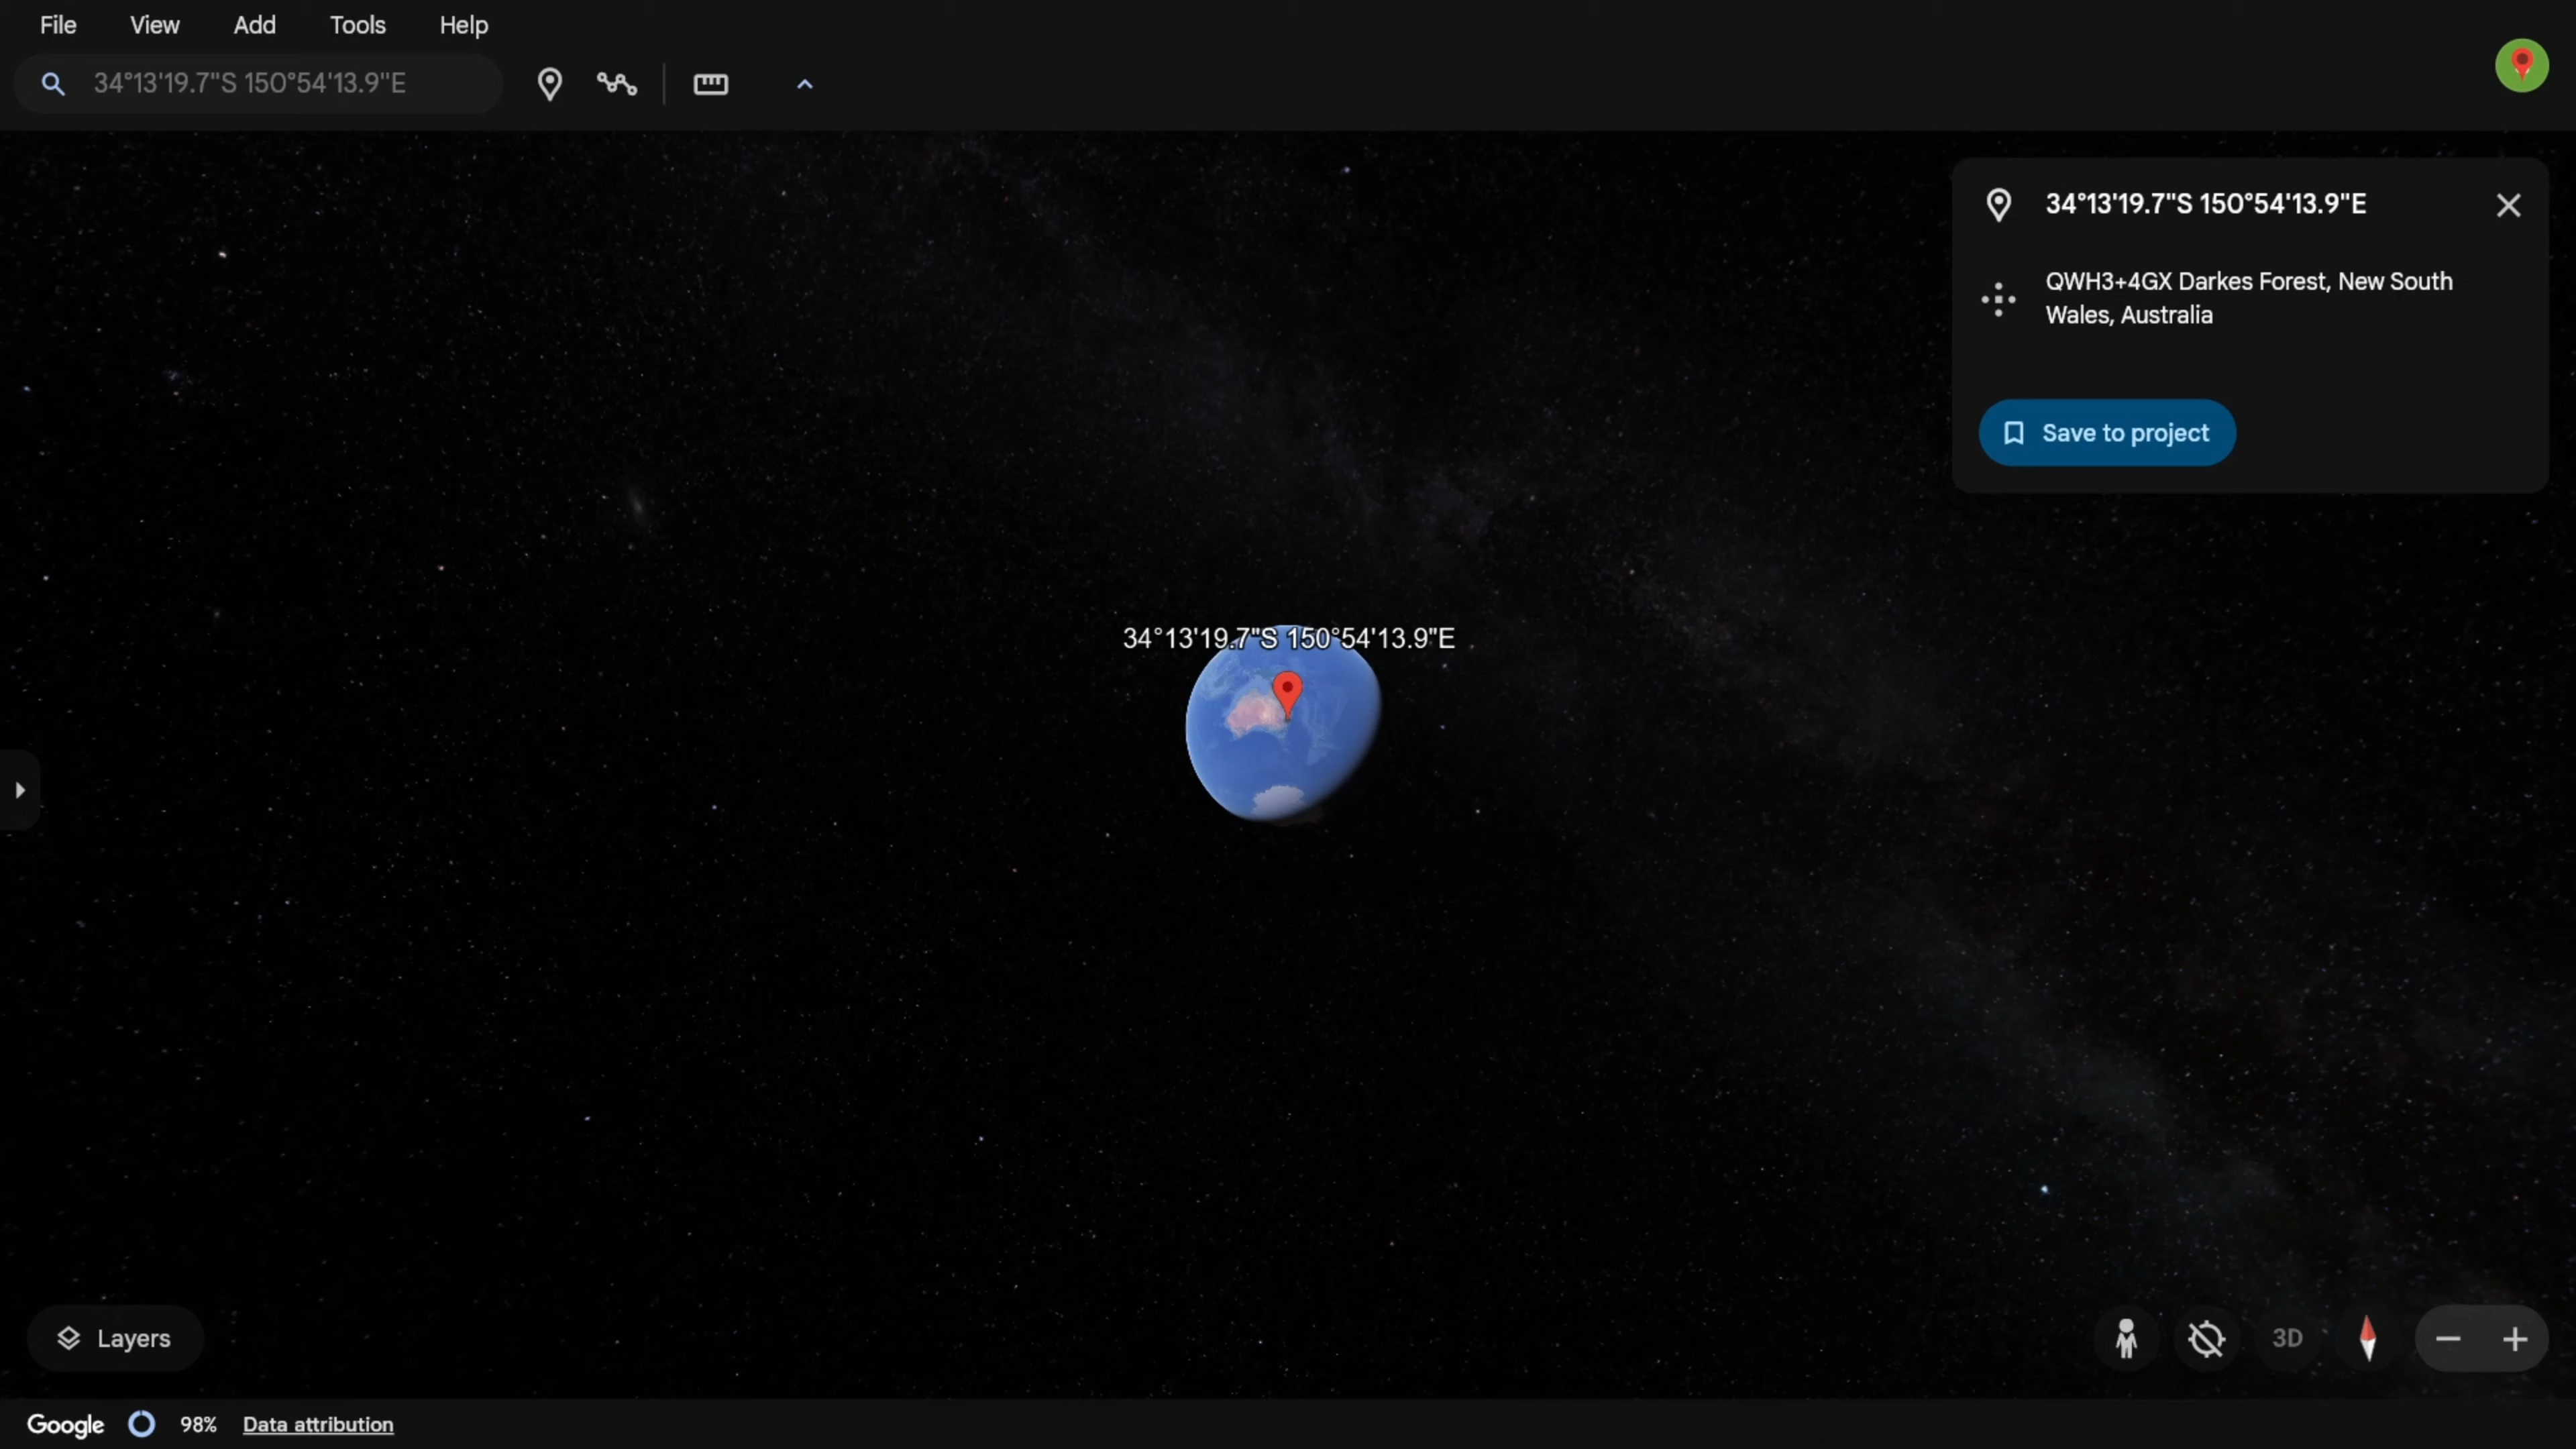 File View Add Tools Help
34°13'19.7"S 150°54'13.9"E
34°13'19.7"S 150°54'13.9"E
QWH3+4GX Darkes Forest, New South
Wales, Australia
Save to project
34°13'19.7"S 150°54'13.9"E
Layers
3D
Google 98% Data attribution